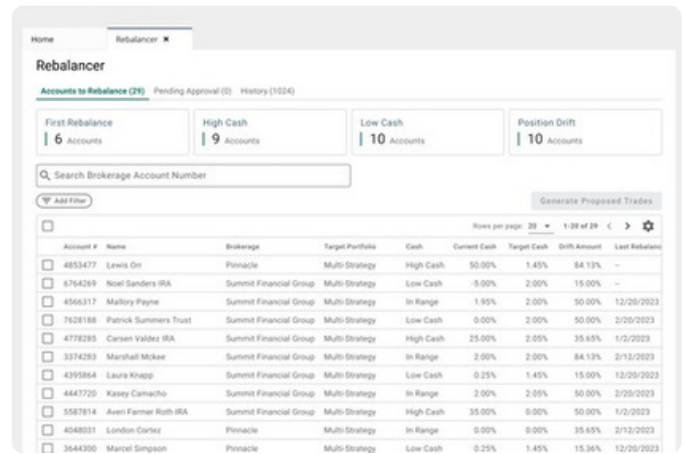 Home Rebalancer ✖
Rebalancer
Accounts to Rebalance (29) Pending Approval (0) History (1024)
First Rebalance High Cash Low Cash Position Drift
6 Accounts 9 Accounts 10 Accounts 10 Accounts
Search Brokerage Account Number
Add Filter Generate Proposed Trades
Rows per page: 20 1-20 of 29
Account # Name Brokerage Target Portfolio Cash Current Cash Target Cash Drift Amount Last Rebalanc
4853477 Lewis Orr Pinnacle Multi-Strategy High Cash 50.00% 1.45% 84.13% –
6764269 Noel Sanders IRA Summit Financial Group Multi-Strategy Low Cash -5.00% 2.00% 15.00% –
4566317 Mallory Payne Summit Financial Group Multi-Strategy In Range 1.95% 2.00% 50.00% 12/20/2023
7628188 Patrick Summers Trust Summit Financial Group Multi-Strategy Low Cash 0.00% 2.00% 50.00% 2/20/2023
4778285 Carsen Valdez IRA Summit Financial Group Multi-Strategy High Cash 25.00% 2.05% 35.65% 1/2/2023
3374283 Marshall Mckee Summit Financial Group Multi-Strategy In Range 2.00% 2.00% 84.13% 2/12/2023
4395864 Laura Knapp Summit Financial Group Multi-Strategy Low Cash 0.25% 1.45% 15.00% 12/20/2023
4447720 Kasey Camacho Summit Financial Group Multi-Strategy In Range 2.00% 2.05% 50.00% 2/20/2023
5587814 Averi Farmer Roth IRA Summit Financial Group Multi-Strategy High Cash 35.00% 0.00% 50.00% 1/2/2023
4048031 London Cortez Pinnacle Multi-Strategy In Range 0.00% 0.00% 35.65% 2/12/2023
3644300 Marcel Simpson Pinnacle Multi-Strategy Low Cash 0.25% 1.45% 15.36% 12/20/2023